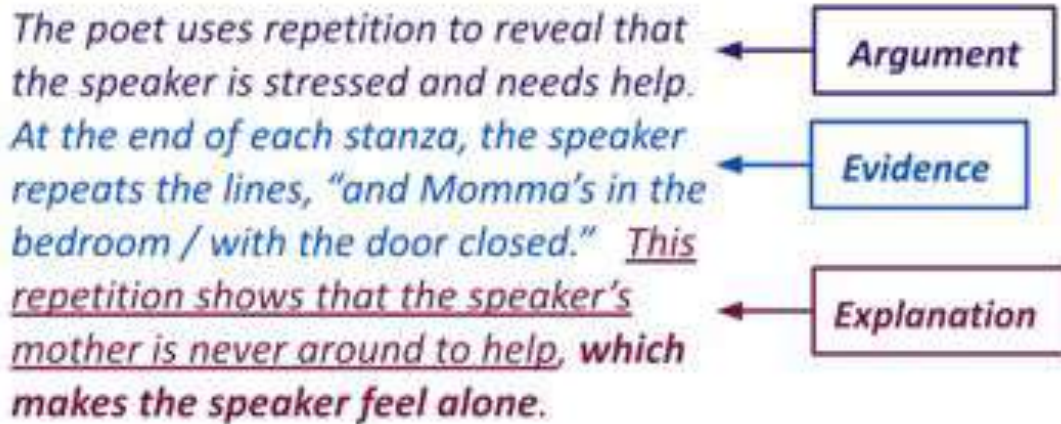 The poet uses repetition to reveal that
the speaker is stressed and needs help.
Argument
At the end of each stanza, the speaker
repeats the lines, “and Momma’s in the
bedroom / with the door closed.” This
Evidence
repetition shows that the speaker’s
mother is never around to help, which
makes the speaker feel alone.
Explanation